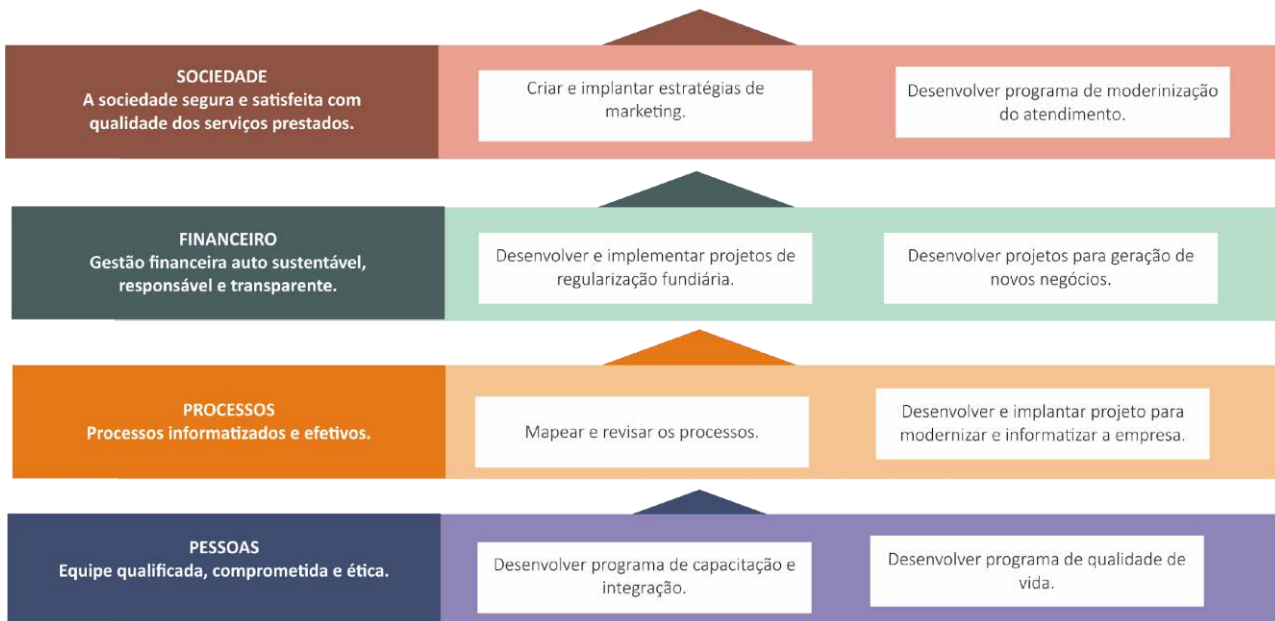 SOCIEDADE
A sociedade segura e satisfeita com
qualidade dos serviços prestados.
Criar e implantar estratégias de
marketing.
Desenvolver programa de moderinização
do atendimento.
FINANCEIRO
Gestão financeira auto sustentável,
responsável e transparente.
Desenvolver e implementar projetos de
regularização fundiária.
Desenvolver projetos para geração de
novos negócios.
PROCESSOS
Processos informatizados e efetivos.
Mapear e revisar os processos.
Desenvolver e implantar projeto para
modernizar e informatizar a empresa.
PESSOAS
Equipe qualificada, comprometida e ética.
Desenvolver programa de capacitação e
integração.
Desenvolver programa de qualidade de
vida.